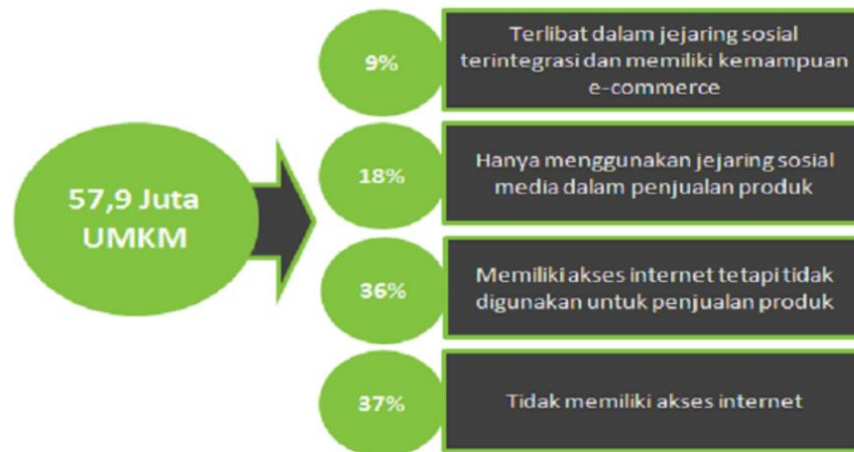 57,9 Juta
UMKM
9%
Terlibat dalam jejaring sosial
terintegrasi dan memiliki kemampuan
e-commerce
18%
Hanya menggunakan jejaring sosial
media dalam penjualan produk
36%
Memiliki akses internet tetapi tidak
digunakan untuk penjualan produk
37%
Tidak memiliki akses internet